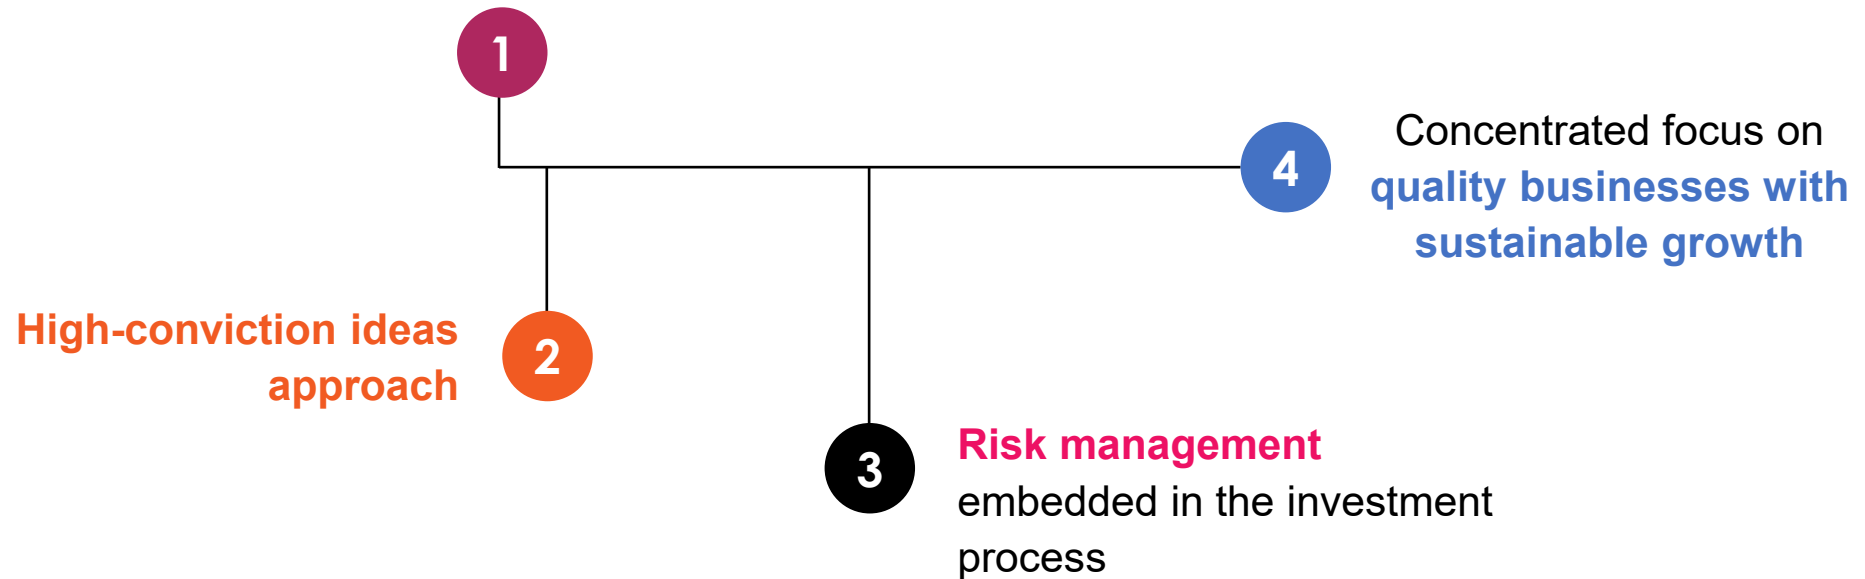 1
4
Concentrated focus on
quality businesses with
sustainable growth
High-conviction ideas
approach
2
3
Risk management
embedded in the investment
process